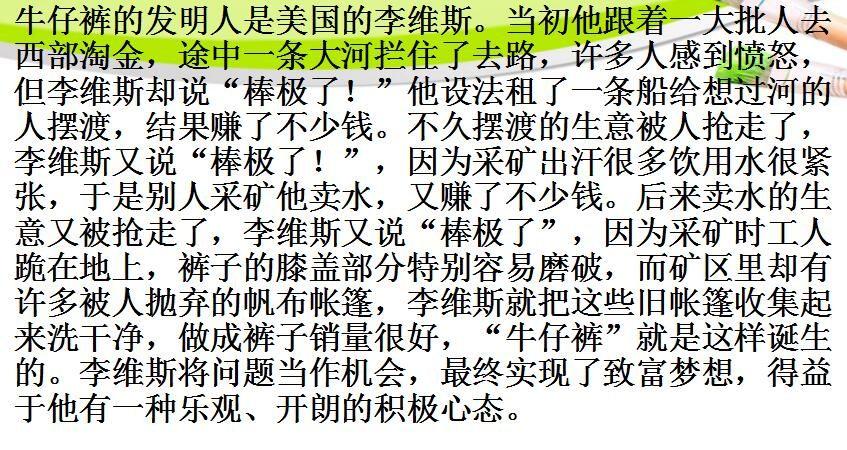 牛仔裤的发明人是美国的李维斯。当初他跟着一大批人去
西部淘金，途中一条大河拦住了去路，许多人感到愤怒，
但李维斯却说“棒极了！”他设法租了一条船给想过河的
人摆渡，结果赚了不少钱。不久摆渡的生意被人抢走了，
李维斯又说“棒极了！”，因为采矿出汗很多饮用水很紧
张，于是别人采矿他卖水，又赚了不少钱。后来卖水的生
意又被抢走了，李维斯又说“棒极了”，因为采矿时工人
跪在地上，裤子的膝盖部分特别容易磨破，而矿区里却有
许多被人抛弃的帆布帐篷，李维斯就把这些旧帐篷收集起
来洗干净，做成裤子销量很好，“牛仔裤”就是这样诞生
的。李维斯将问题当作机会，最终实现了致富梦想，得益
于他有一种乐观、开朗的积极心态。